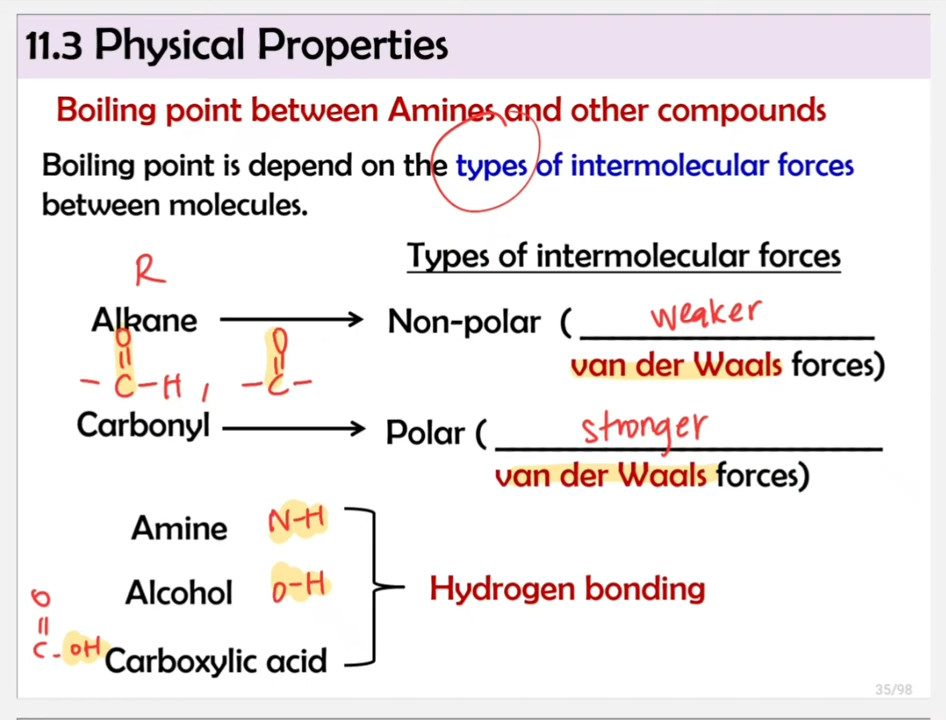 11.3 Physical Properties
Boiling point between Amines and other compounds
Boiling point is depend on the types of intermolecular forces
between molecules.
Types of intermolecular forces
R
Alkane
Non-polar ( weaker
van der Waals forces)
O O
|| ||
- C - H , - C -
Carbonyl
Polar ( stronger
van der Waals forces)
Amine N-H
Alcohol O-H
Hydrogen bonding
O
||
C - OH Carboxylic acid
35/98